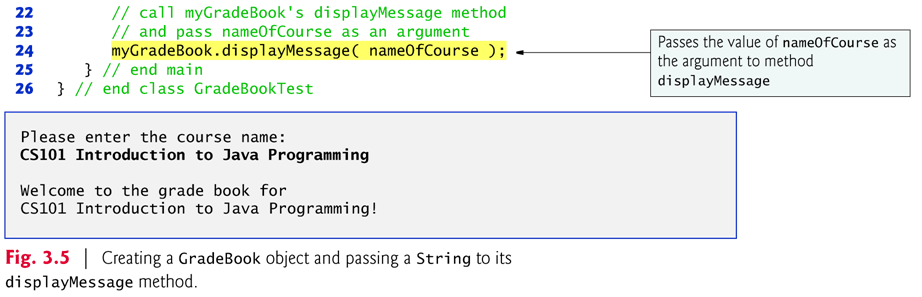 22 // call myGradeBook's displayMessage method
23 // and pass nameOfCourse as an argument
24 myGradeBook.displayMessage( nameOfCourse );
25 } // end main
26 } // end class GradeBookTest
Passes the value of nameOfCourse as
the argument to method
displayMessage
Please enter the course name:
CS101 Introduction to Java Programming
Welcome to the grade book for
CS101 Introduction to Java Programming!
Fig. 3.5 | Creating a GradeBook object and passing a String to its
displayMessage method.